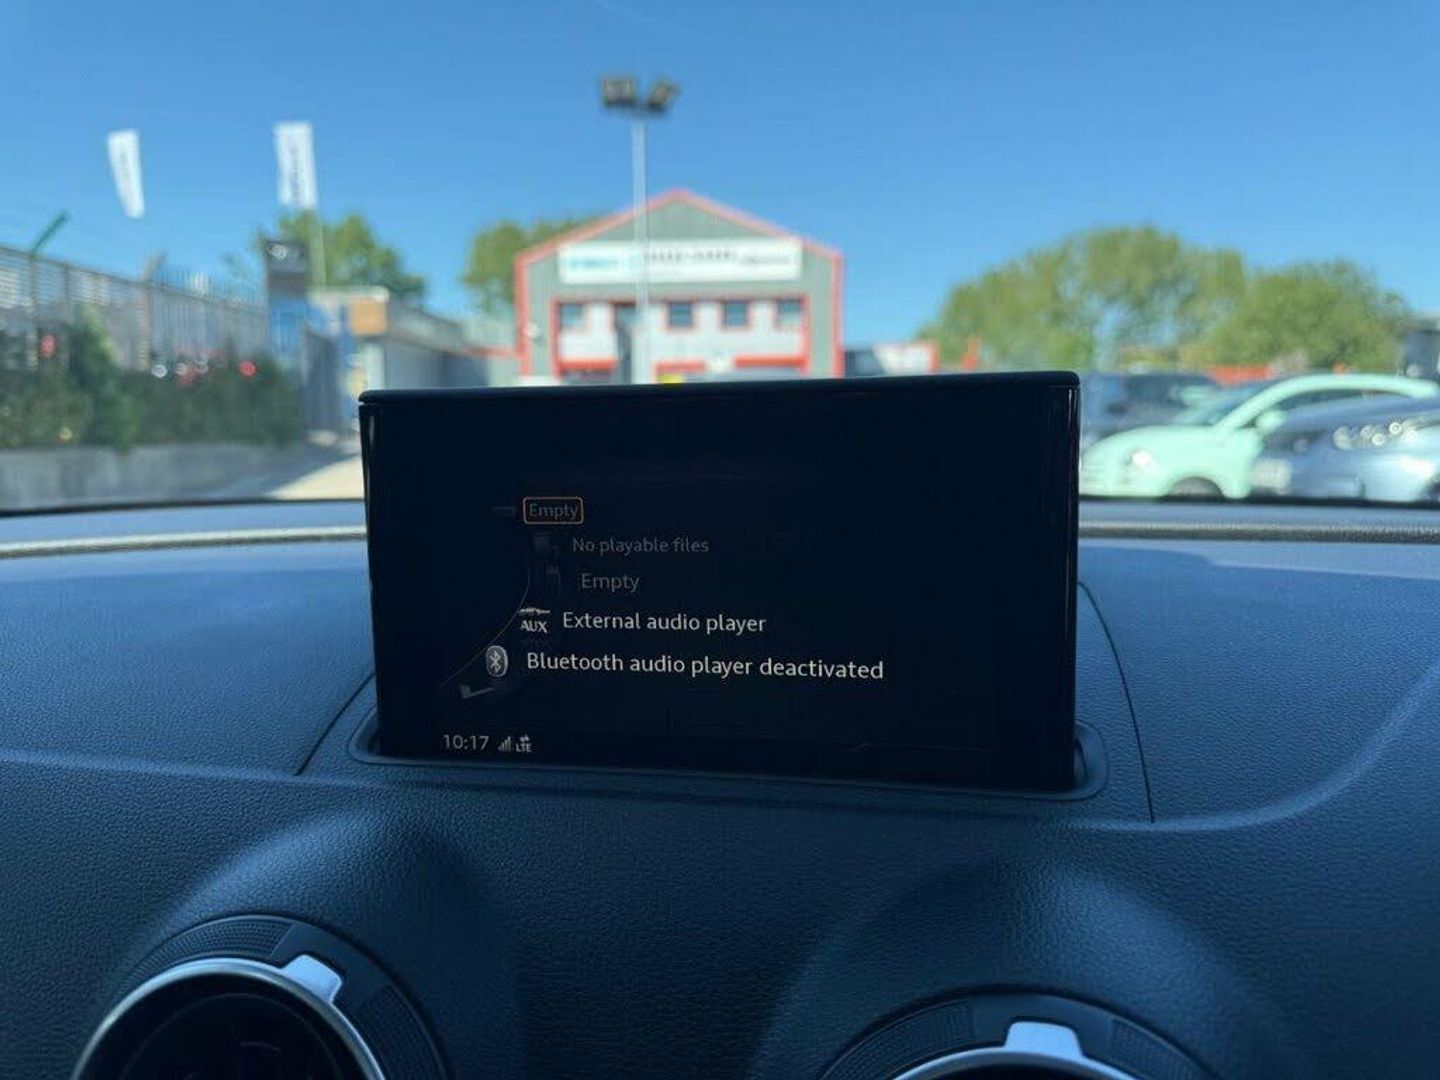 Empty
No playable files
Empty
AUX External audio player
Bluetooth audio player deactivated
10:17 LTE